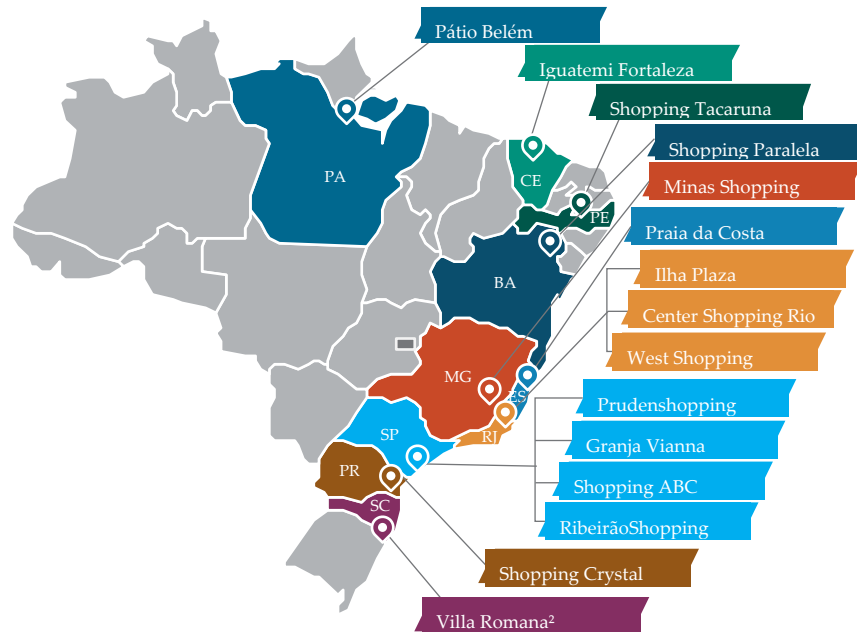 Pátio Belém
Iguatemi Fortaleza
Shopping Tacaruna
Shopping Paralela
Minas Shopping
Praia da Costa
Ilha Plaza
Center Shopping Rio
West Shopping
Prudenshopping
Granja Vianna
Shopping ABC
RibeirãoShopping
Shopping Crystal
Villa Romana²
PA
CE
PE
BA
MG
ES
RJ
SP
PR
SC